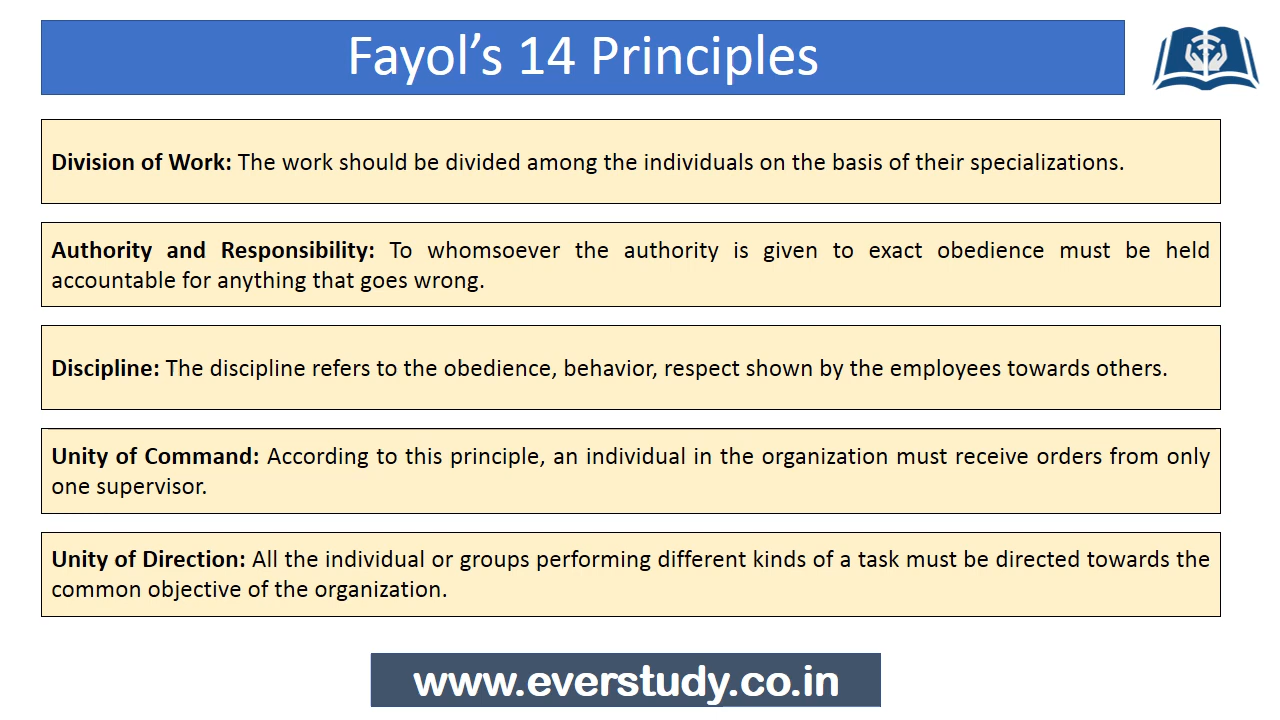 Fayol’s 14 Principles
Division of Work: The work should be divided among the individuals on the basis of their specializations.
Authority and Responsibility: To whomsoever the authority is given to exact obedience must be held
accountable for anything that goes wrong.
Discipline: The discipline refers to the obedience, behavior, respect shown by the employees towards others.
Unity of Command: According to this principle, an individual in the organization must receive orders from only
one supervisor.
Unity of Direction: All the individual or groups performing different kinds of a task must be directed towards the
common objective of the organization.
www.everstudy.co.in